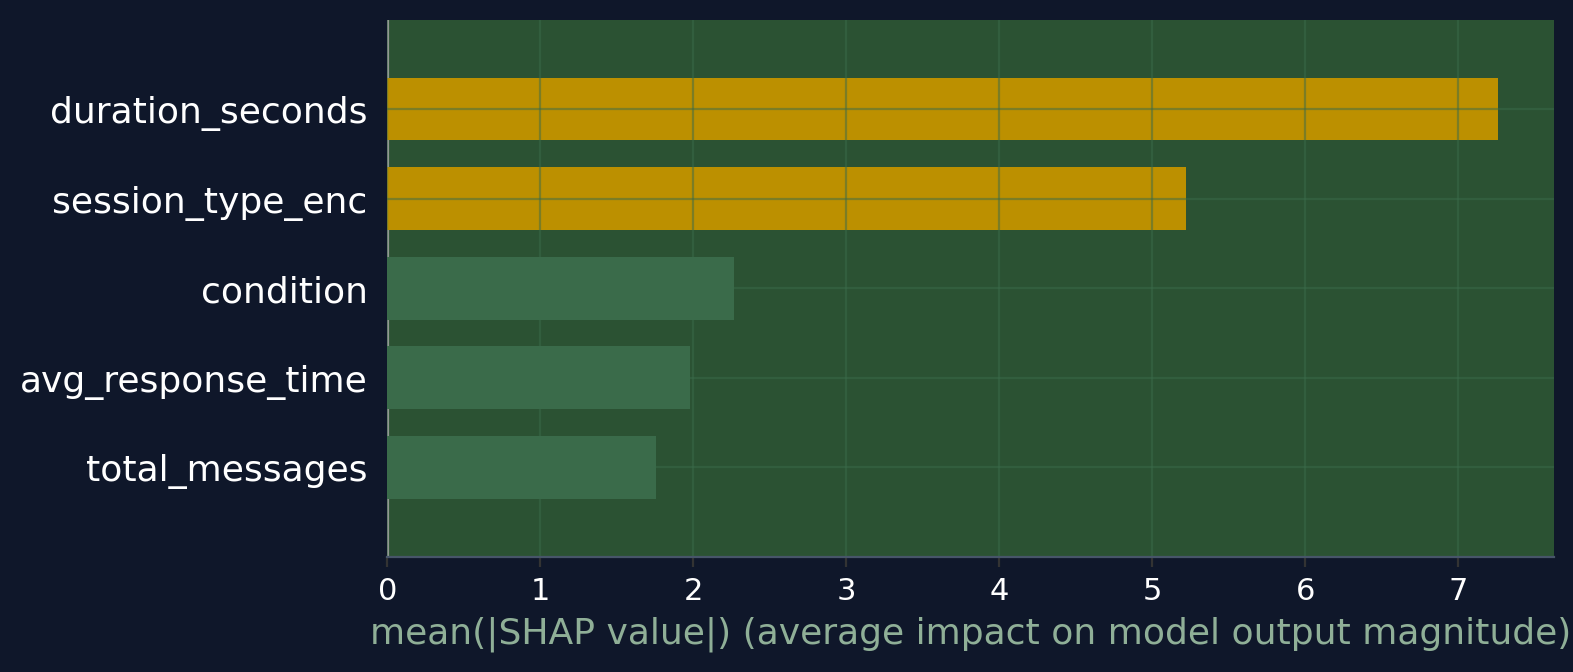 duration_seconds
session_type_enc
condition
avg_response_time
total_messages
0 1 2 3 4 5 6 7
mean(|SHAP value|) (average impact on model output magnitude)